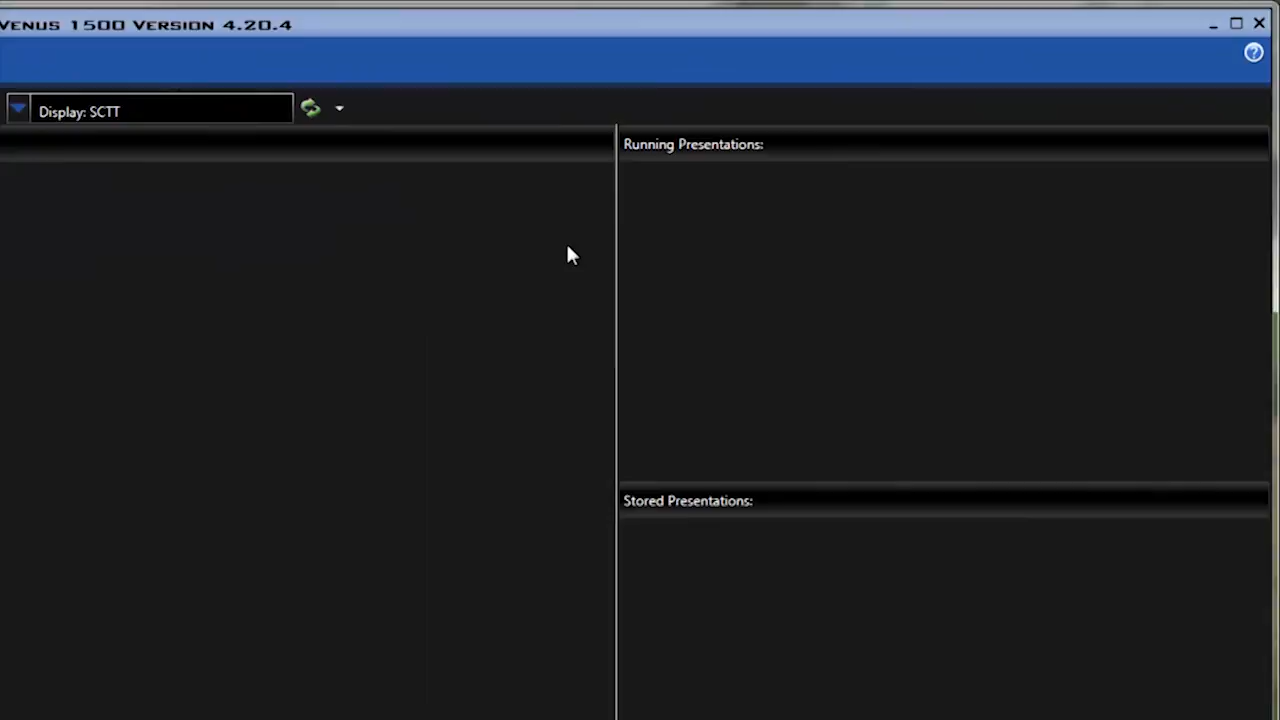 Venus 1500 Version 4.20.4
Display: SCTT
Running Presentations:
Stored Presentations: